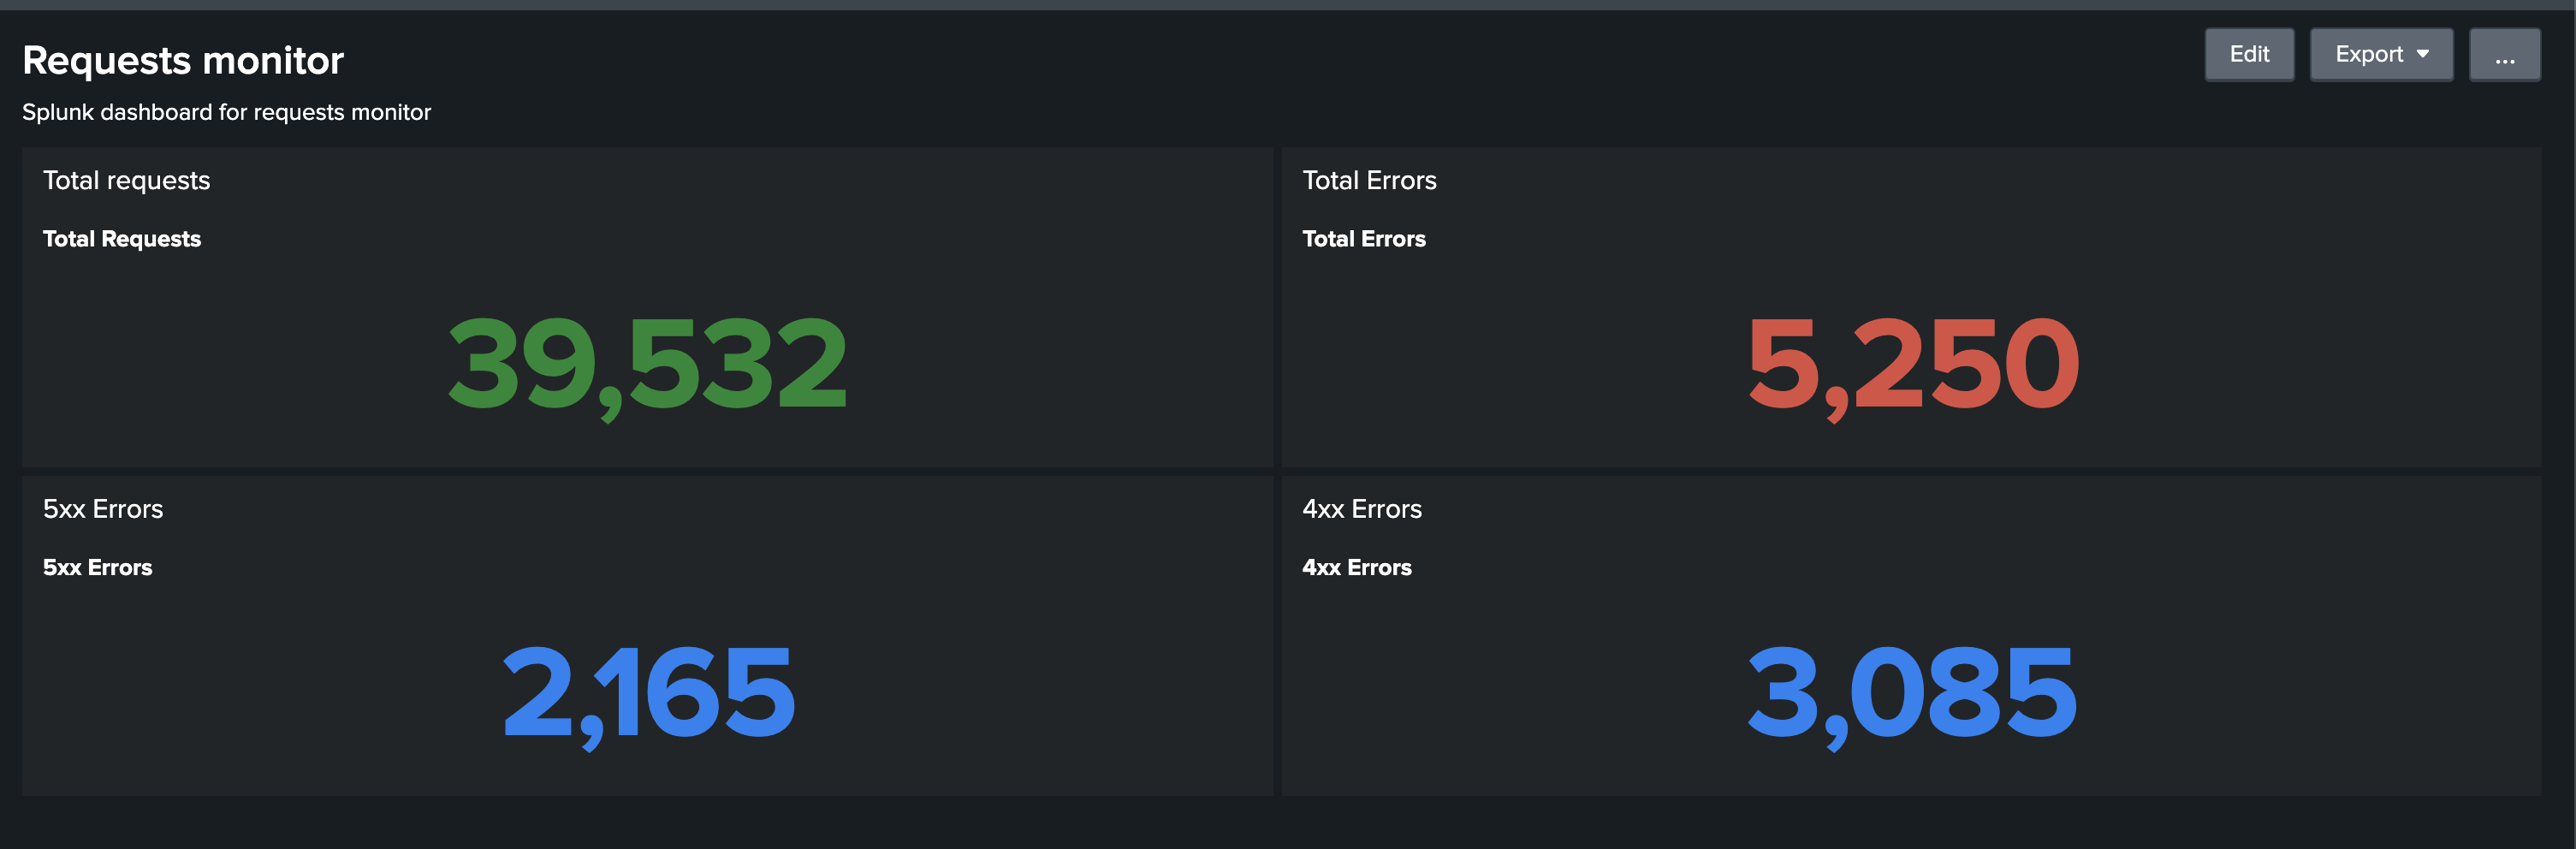 Requests monitor
Edit
Export
...
Splunk dashboard for requests monitor
Total requests
Total Requests
39,532
Total Errors
Total Errors
5,250
5xx Errors
5xx Errors
2,165
4xx Errors
4xx Errors
3,085